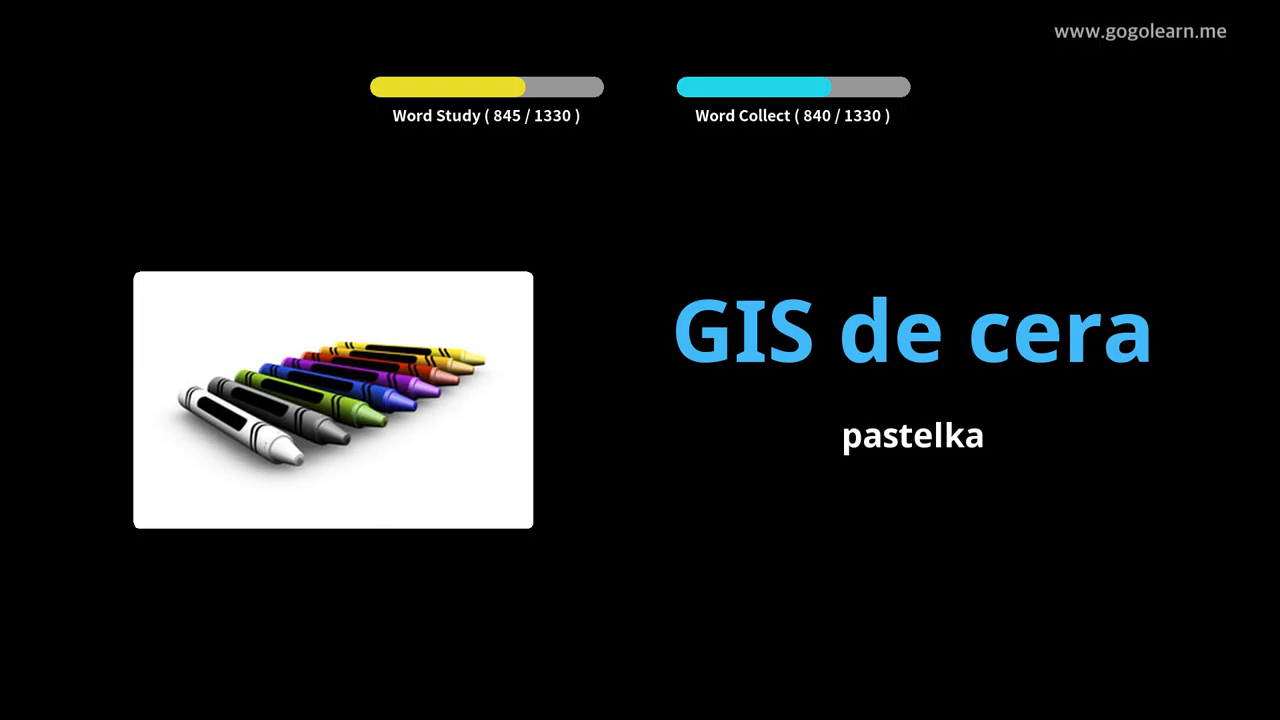 www.gogolearn.me
Word Study ( 845 / 1330 )
Word Collect ( 840 / 1330 )
GIS de cera
pastelka